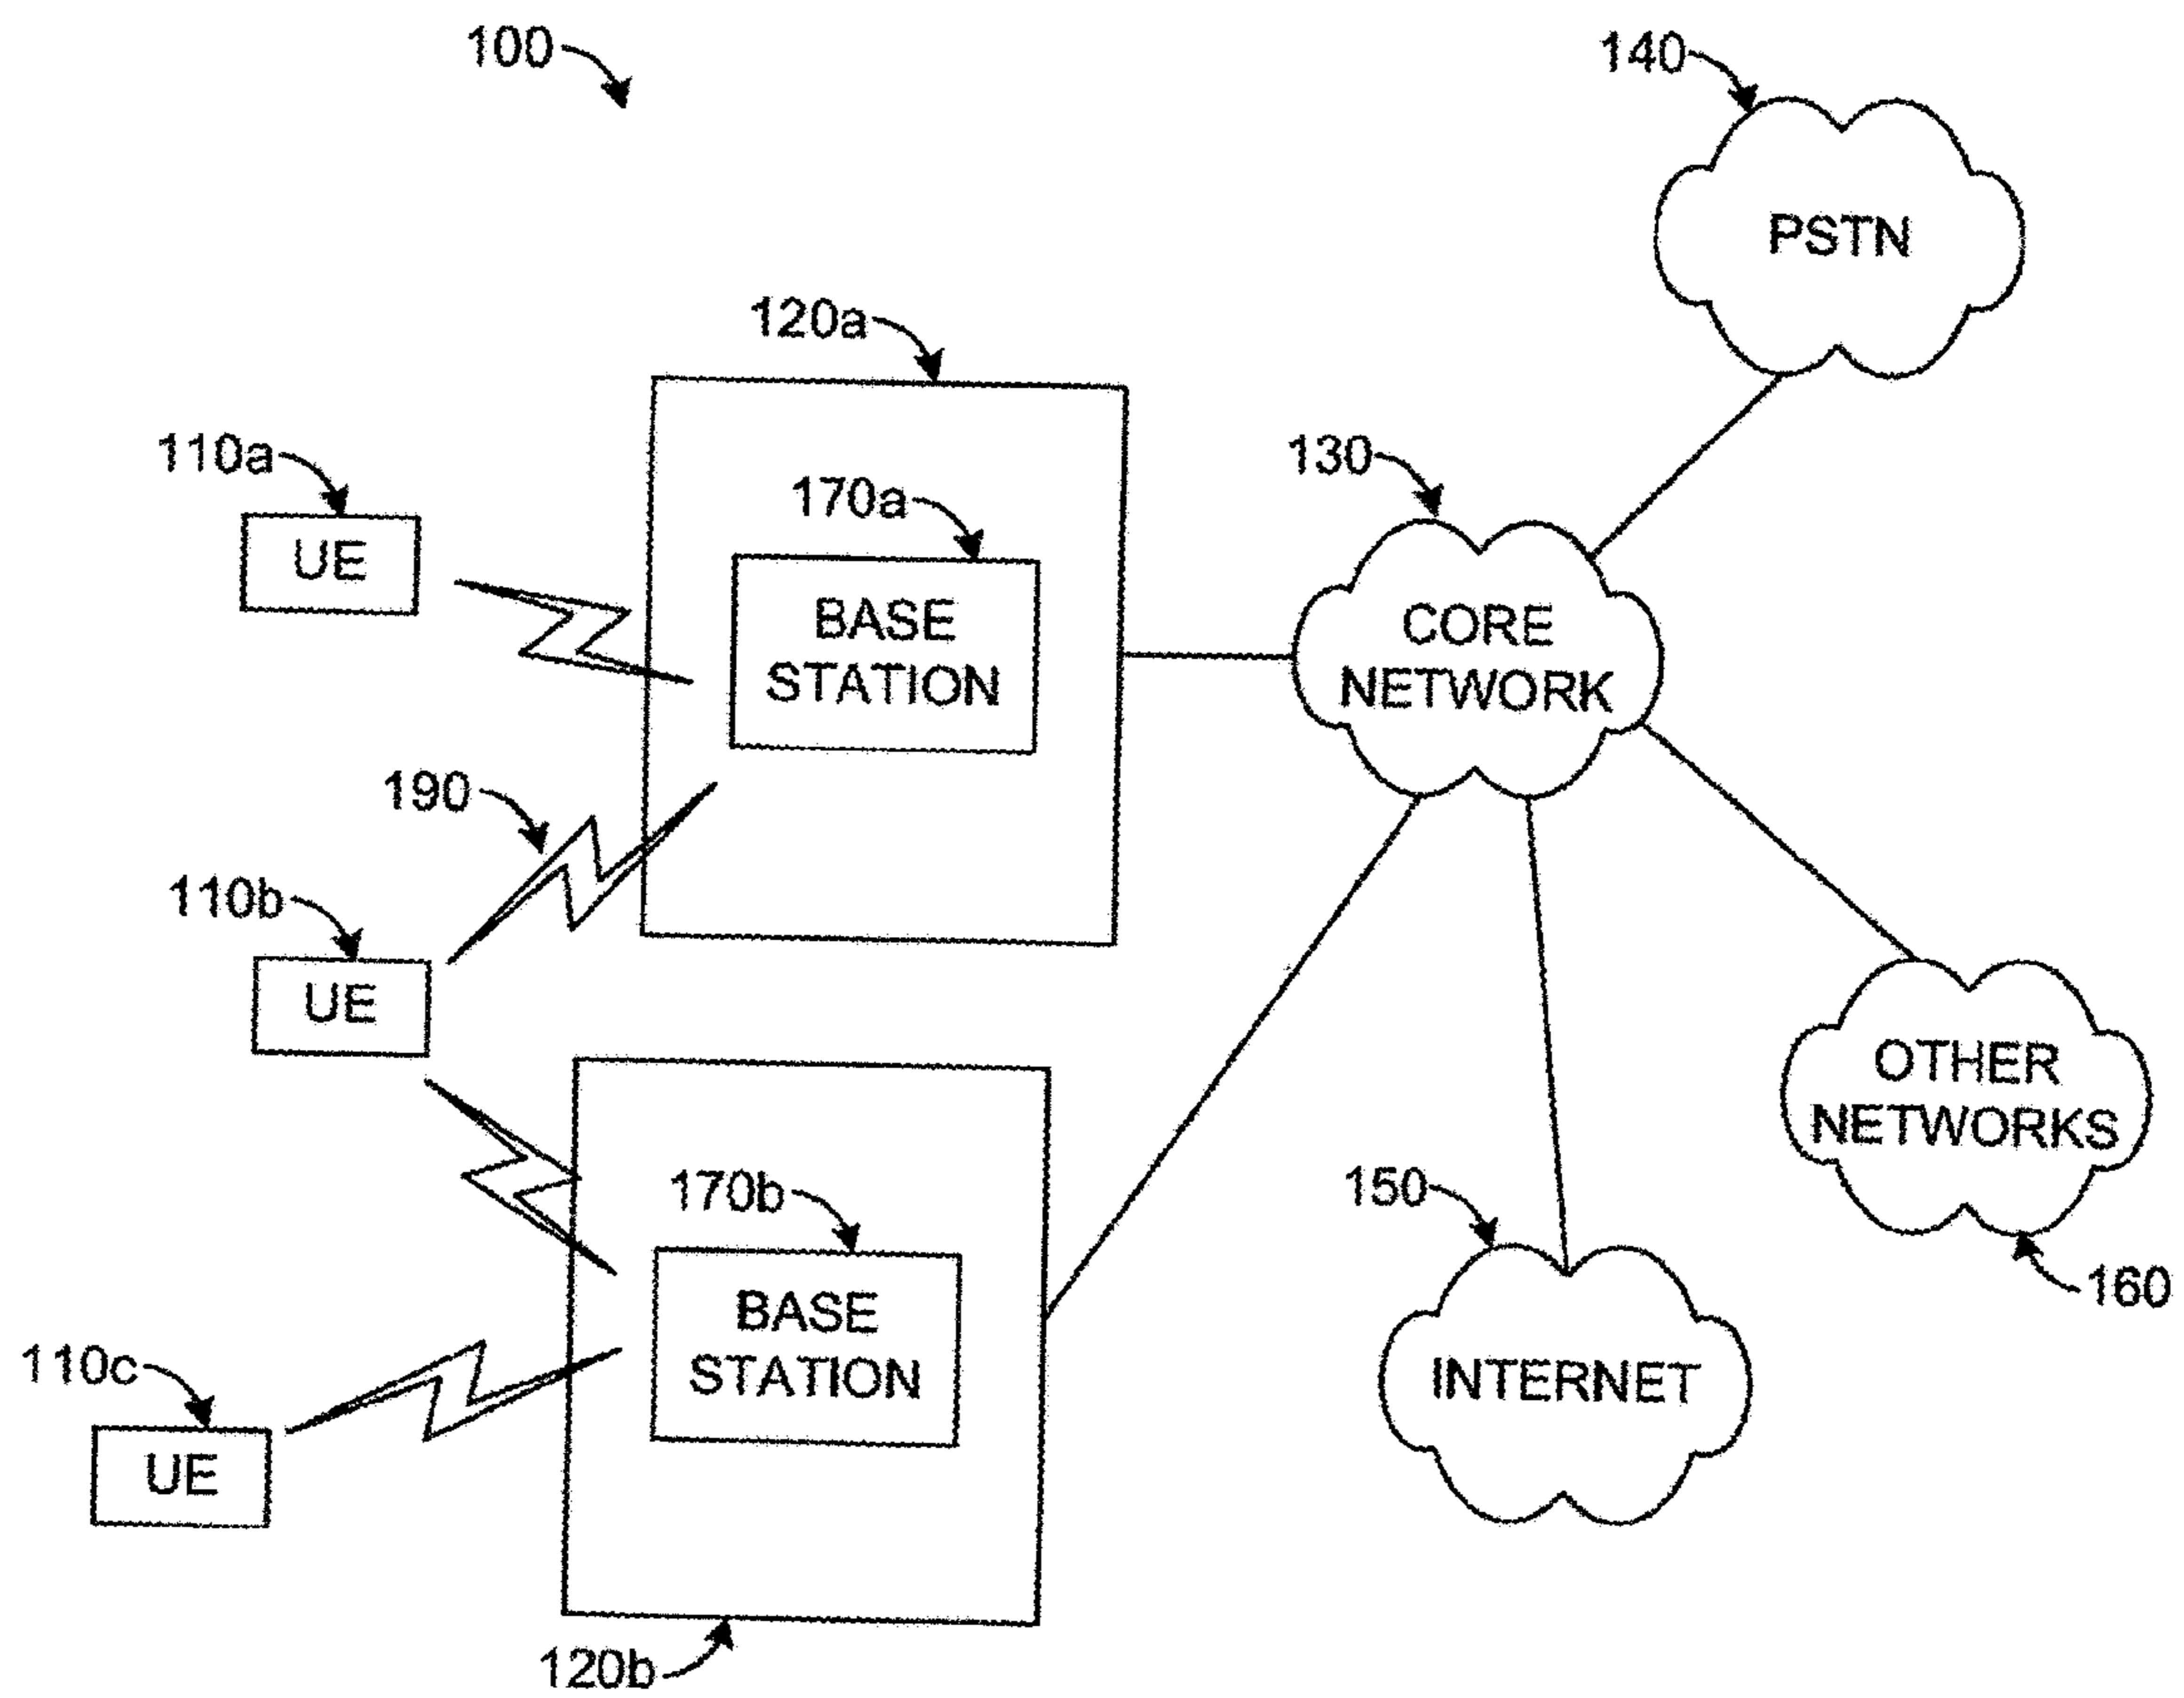 100
140
PSTN
120a
110a
UE
170a
BASE
STATION
130
CORE
NETWORK
190
110b
UE
OTHER
NETWORKS
160
170b
BASE
STATION
150
INTERNET
110c
UE
120b